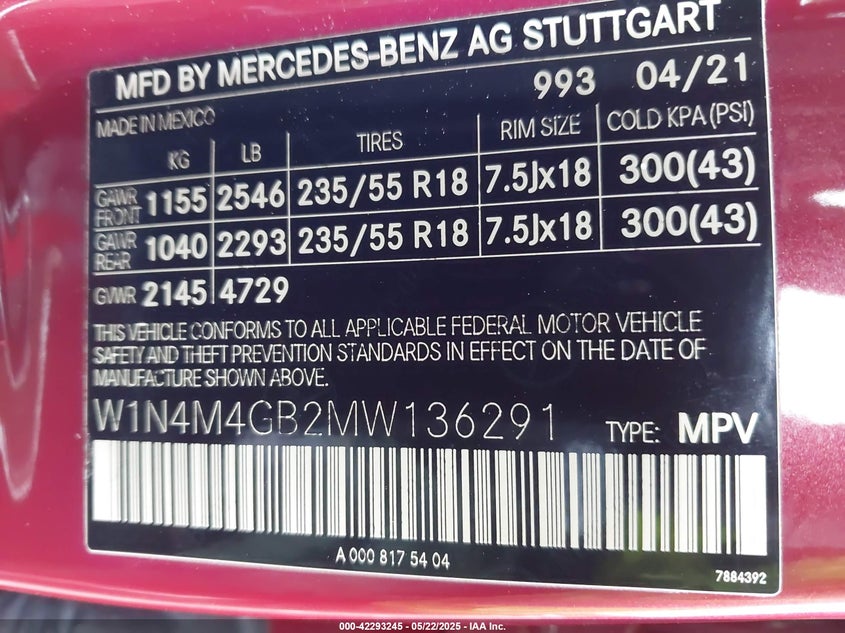 MFD BY MERCEDES-BENZ AG STUTTGART
993 04/21
MADE IN MEXICO
KG LB TIRES RIM SIZE COLD KPA (PSI)
GAWR FRONT 1155 2546 235/55 R18 7.5Jx18 300(43)
GAWR REAR 1040 2293 235/55 R18 7.5Jx18 300(43)
GVWR 2145 4729
THIS VEHICLE CONFORMS TO ALL APPLICABLE FEDERAL MOTOR VEHICLE
SAFETY AND THEFT PREVENTION STANDARDS IN EFFECT ON THE DATE OF
MANUFACTURE SHOWN ABOVE.
W1N4M4GB2MW136291 TYPE: MPV
A 000 817 54 04
7884392
000-42293245 - 05/22/2025 - IAA Inc.